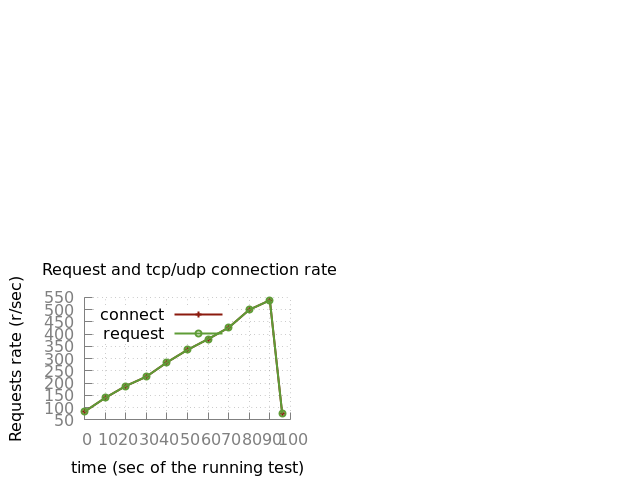 Request and tcp/udp connection rate
Requests rate (r/sec)
550
500
450
400
350
300
250
200
150
100
50
connect
request
0 10 20 30 40 50 60 70 80 90 100
time (sec of the running test)